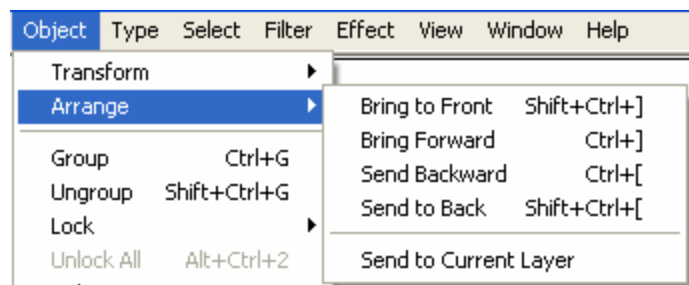 Object Type Select Filter Effect View Window Help
Transform
Arrange
Group Ctrl+G
Ungroup Shift+Ctrl+G
Lock
Unlock All Alt+Ctrl+2
Bring to Front Shift+Ctrl+]
Bring Forward Ctrl+]
Send Backward Ctrl+[
Send to Back Shift+Ctrl+[
Send to Current Layer